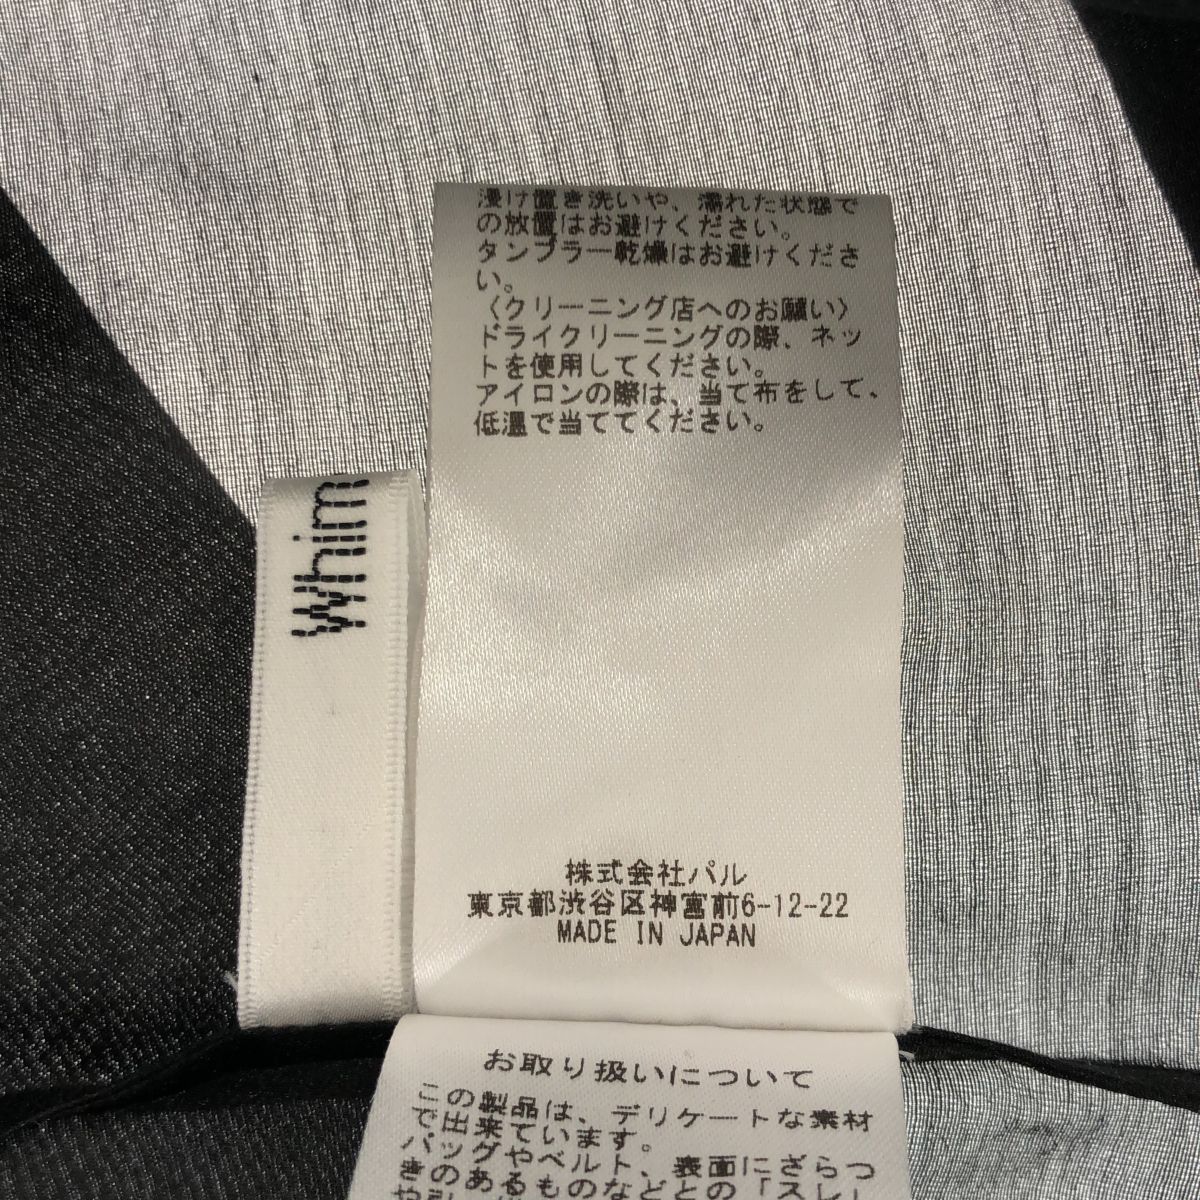 浸け置き洗いや、濡れた状態で
の放置はお避けください。
タンブラー乾燥はお避けくださ
い。
〈クリーニング店へのお願い〉
ドライクリーニングの際、ネッ
トを使用してください。
アイロンの際は、当て布をして、
低温で当ててください。
Whim
株式会社パル
東京都渋谷区神宮前6-12-22
MADE IN JAPAN
お取り扱いについて
この製品は、デリケートな素材
で出来ています。
バッグやベルト、表面にざらつ
きのあるものなどとの「スレ」
や引